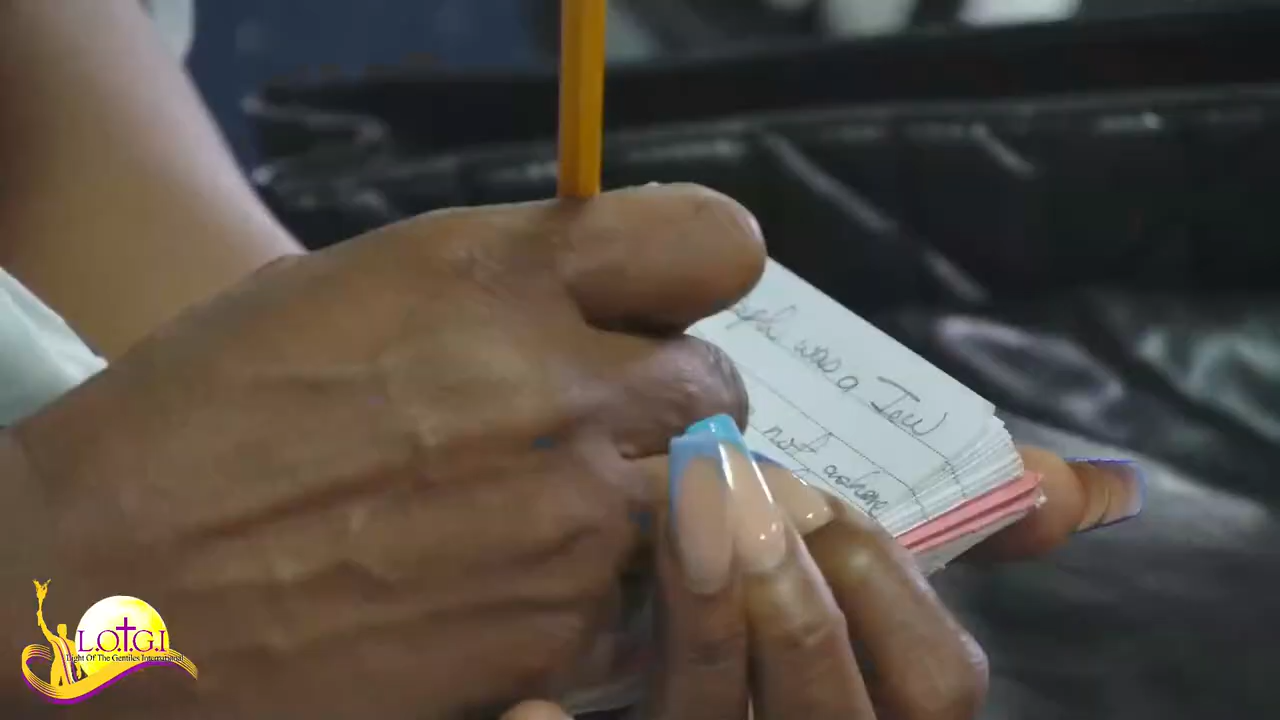 was a Jew
not
L.O.T.G.I
Light Of The Gentiles International